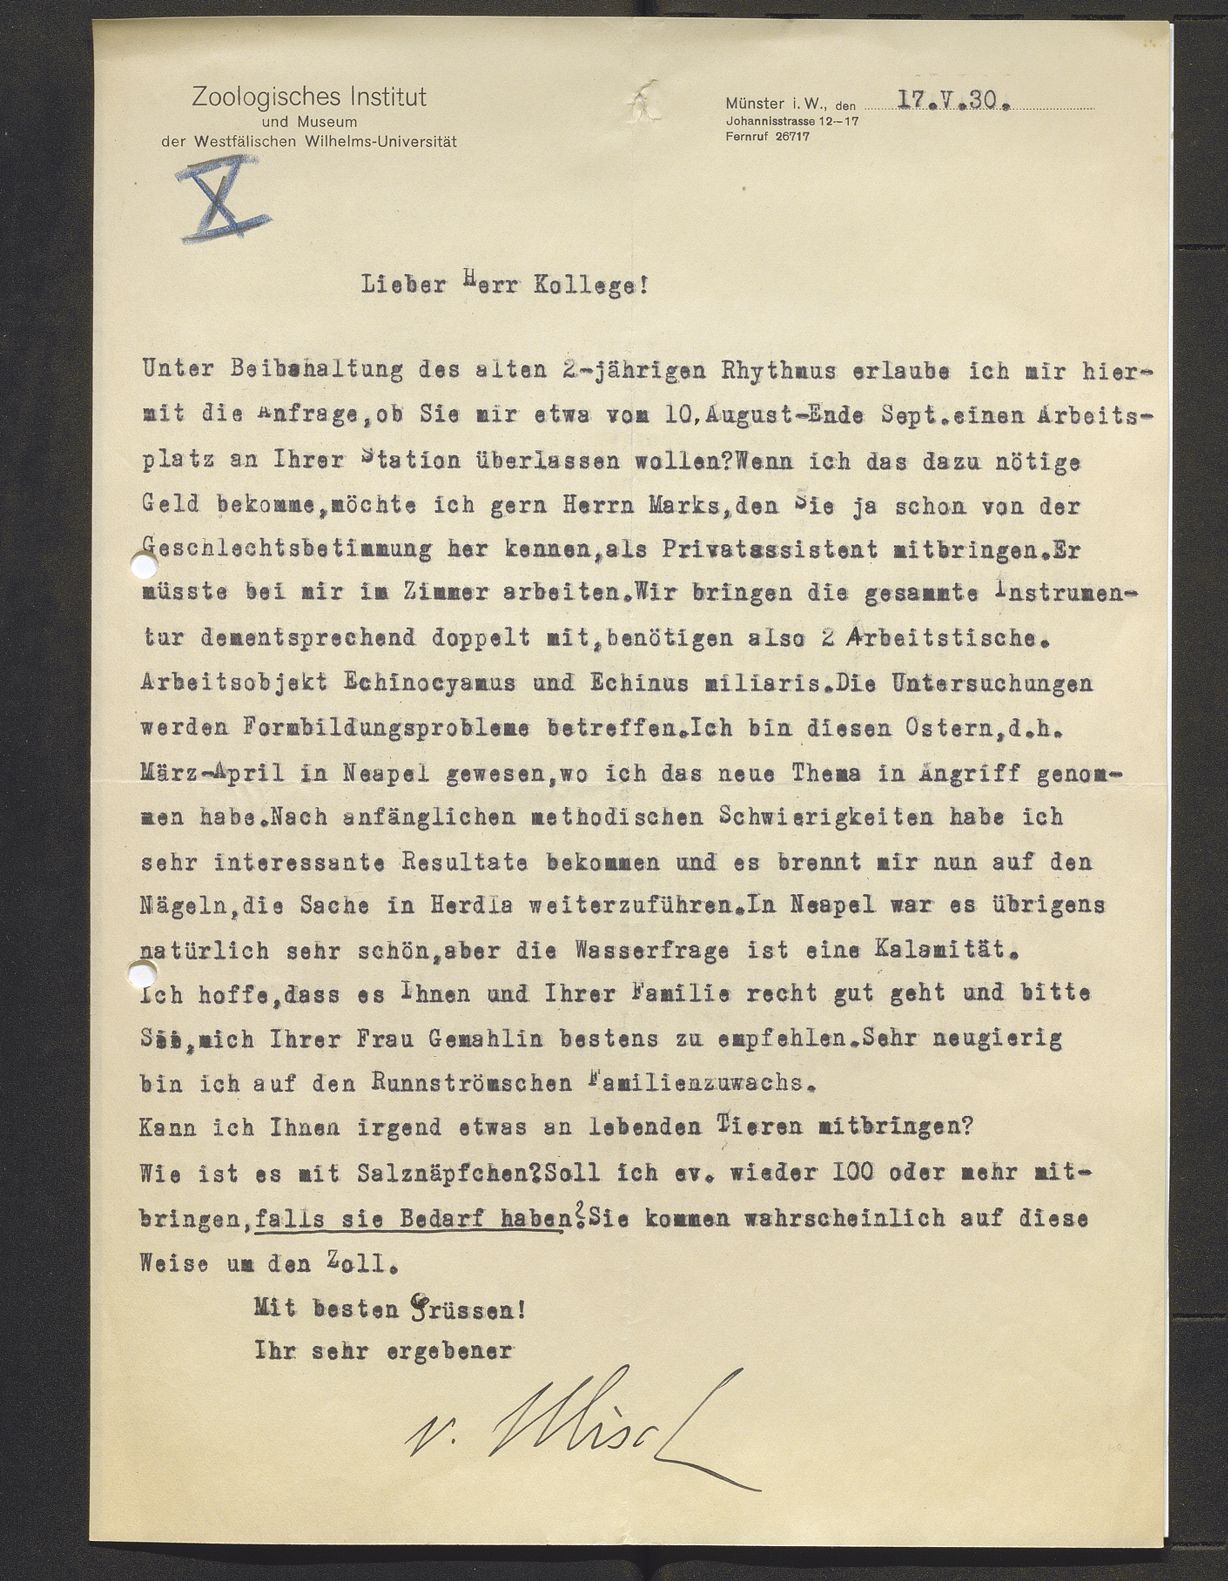 Zoologisches Institut
und Museum
der Westfälischen Wilhelms-Universität
Münster i. W., den 17.V.30.
Johannisstrasse 12-17
Fernruf 26717
X
Lieber Herr Kollege!
Unter Beibehaltung des alten 2-jährigen Rhythmus erlaube ich mir hier-
mit die Anfrage,ob Sie mir etwa vom 10.August-Ende Sept.einen Arbeits-
platz an Ihrer Station überlassen wollen?Wenn ich das dazu nötige
Geld bekomme,möchte ich gern Herrn Marks,den Sie ja schon von der
Geschlechtsbetimmung her kennen,als Privatassistent mitbringen.Er
müsste bei mir im Zimmer arbeiten.Wir bringen die gesammte Instrumen-
tur dementsprechend doppelt mit,benötigen also 2 Arbeitstische.
Arbeitsobjekt Echinocyamus und Echinus miliaris.Die Untersuchungen
werden Formbildungsprobleme betreffen.Ich bin diesen Ostern,d.h.
März-April in Neapel gewesen,wo ich das neue Thema in Angriff genom-
men habe.Nach anfänglichen methodischen Schwierigkeiten habe ich
sehr interessante Resultate bekommen und es brennt mir nun auf den
Nägeln,die Sache in Herdla weiterzuführen.In Neapel war es übrigens
natürlich sehr schön,aber die Wasserfrage ist eine Kalamität.
Ich hoffe,dass es Ihnen und Ihrer Familie recht gut geht und bitte
Sie,mich Ihrer Frau Gemahlin bestens zu empfehlen.Sehr neugierig
bin ich auf den Runnströmschen Familienzuwachs.
Kann ich Ihnen irgend etwas an lebenden Tieren mitbringen?
Wie ist es mit Salznäpfchen?Soll ich ev. wieder 100 oder mehr mit-
bringen,falls sie Bedarf haben?Sie kommen wahrscheinlich auf diese
Weise um den Zoll.
Mit besten Grüssen!
Ihr sehr ergebener
v.